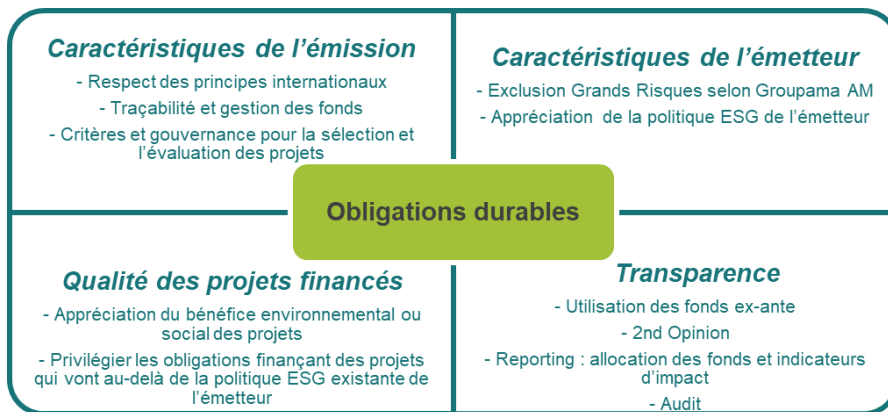 Caractéristiques de l’émission
- Respect des principes internationaux
- Traçabilité et gestion des fonds
- Critères et gouvernance pour la sélection et
l’évaluation des projets
Caractéristiques de l’émetteur
- Exclusion Grands Risques selon Groupama AM
- Appréciation de la politique ESG de l’émetteur
Obligations durables
Qualité des projets financés
- Appréciation du bénéfice environnemental ou
social des projets
- Privilégier les obligations finançant des projets
qui vont au-delà de la politique ESG existante de
l’émetteur
Transparence
- Utilisation des fonds ex-ante
- 2nd Opinion
- Reporting : allocation des fonds et indicateurs
d’impact
- Audit